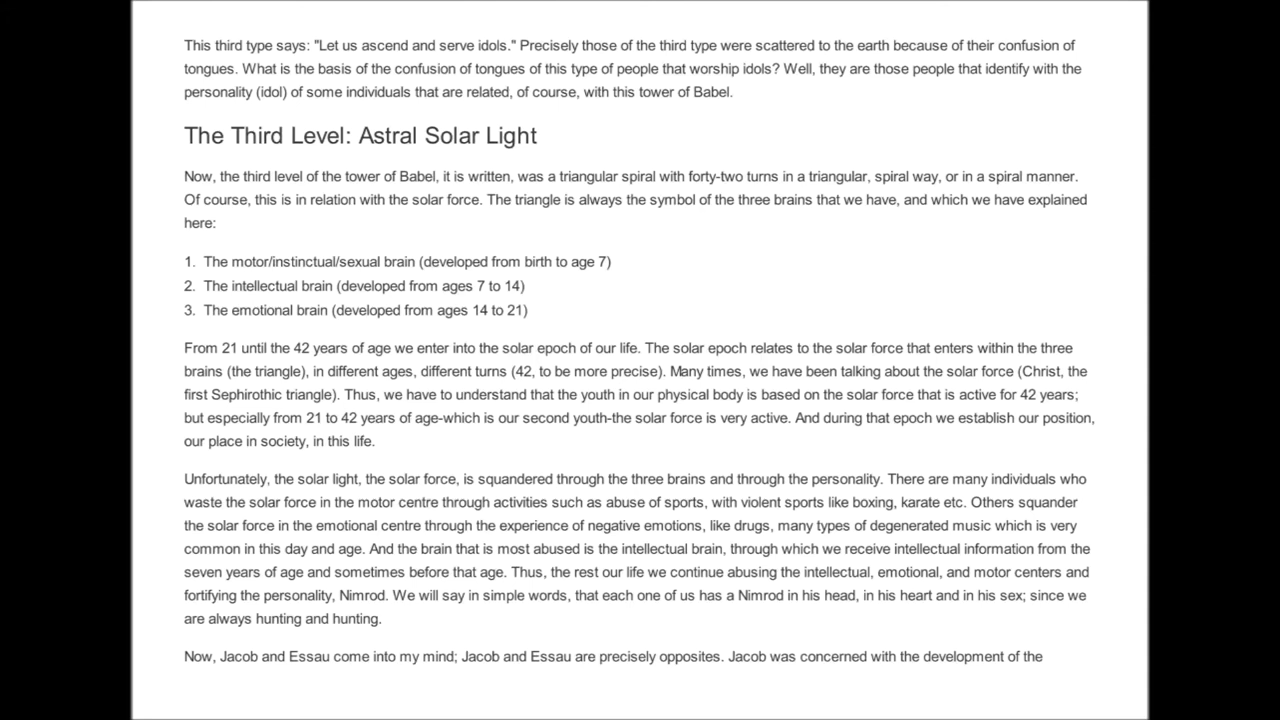 This third type says: "Let us ascend and serve idols." Precisely those of the third type were scattered to the earth because of their confusion of
tongues. What is the basis of the confusion of tongues of this type of people that worship idols? Well, they are those people that identify with the
personality (idol) of some individuals that are related, of course, with this tower of Babel.
The Third Level: Astral Solar Light
Now, the third level of the tower of Babel, it is written, was a triangular spiral with forty-two turns in a triangular, spiral way, or in a spiral manner.
Of course, this is in relation with the solar force. The triangle is always the symbol of the three brains that we have, and which we have explained
here:
1. The motor/instinctual/sexual brain (developed from birth to age 7)
2. The intellectual brain (developed from ages 7 to 14)
3. The emotional brain (developed from ages 14 to 21)
From 21 until the 42 years of age we enter into the solar epoch of our life. The solar epoch relates to the solar force that enters within the three
brains (the triangle), in different ages, different turns (42, to be more precise). Many times, we have been talking about the solar force (Christ, the
first Sephirothic triangle). Thus, we have to understand that the youth in our physical body is based on the solar force that is active for 42 years;
but especially from 21 to 42 years of age-which is our second youth-the solar force is very active. And during that epoch we establish our position,
our place in society, in this life.
Unfortunately, the solar light, the solar force, is squandered through the three brains and through the personality. There are many individuals who
waste the solar force in the motor centre through activities such as abuse of sports, with violent sports like boxing, karate etc. Others squander
the solar force in the emotional centre through the experience of negative emotions, like drugs, many types of degenerated music which is very
common in this day and age. And the brain that is most abused is the intellectual brain, through which we receive intellectual information from the
seven years of age and sometimes before that age. Thus, the rest our life we continue abusing the intellectual, emotional, and motor centers and
fortifying the personality, Nimrod. We will say in simple words, that each one of us has a Nimrod in his head, in his heart and in his sex; since we
are always hunting and hunting.
Now, Jacob and Essau come into my mind; Jacob and Essau are precisely opposites. Jacob was concerned with the development of the